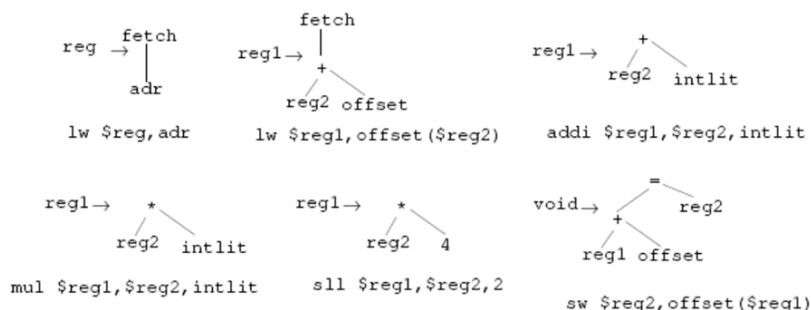 fetch
reg →
adr
lw $reg,adr
fetch
reg1→
+
reg2 offset
lw $reg1,offset($reg2)
+
reg1→
reg2 intlit
addi $reg1,$reg2,intlit
reg1→ *
reg2 intlit
mul $reg1,$reg2,intlit
reg1→ *
reg2 4
sll $reg1,$reg2,2
=
void→ reg2
+
reg1 offset
sw $reg2,offset($reg1)